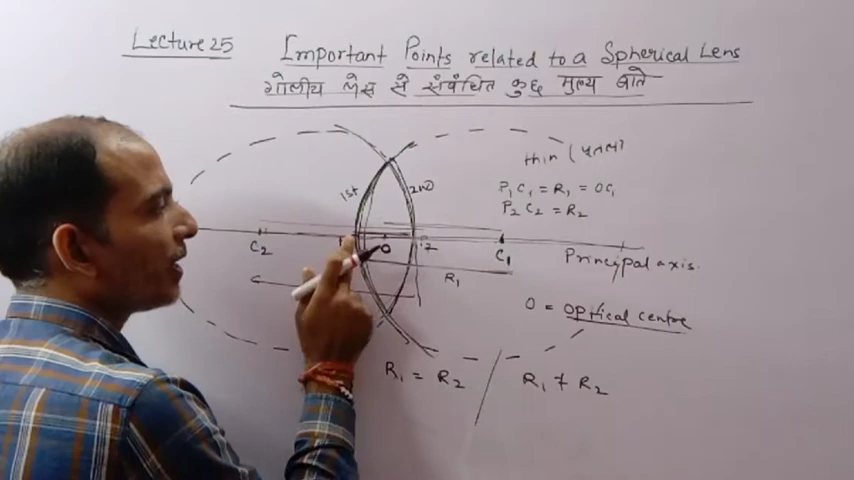 Lecture 25
Important Points related to a Spherical Lens
गोलीय लेंस से संबंधित कुछ मुख्य बातें
thin (पतला)
1st
2ND
P₁C₁ = R₁ = OC₁
P₂C₂ = R₂
C₂
O
C₁
Principal axis.
R₁
O = Optical centre
R₁ = R₂
R₁ ≠ R₂